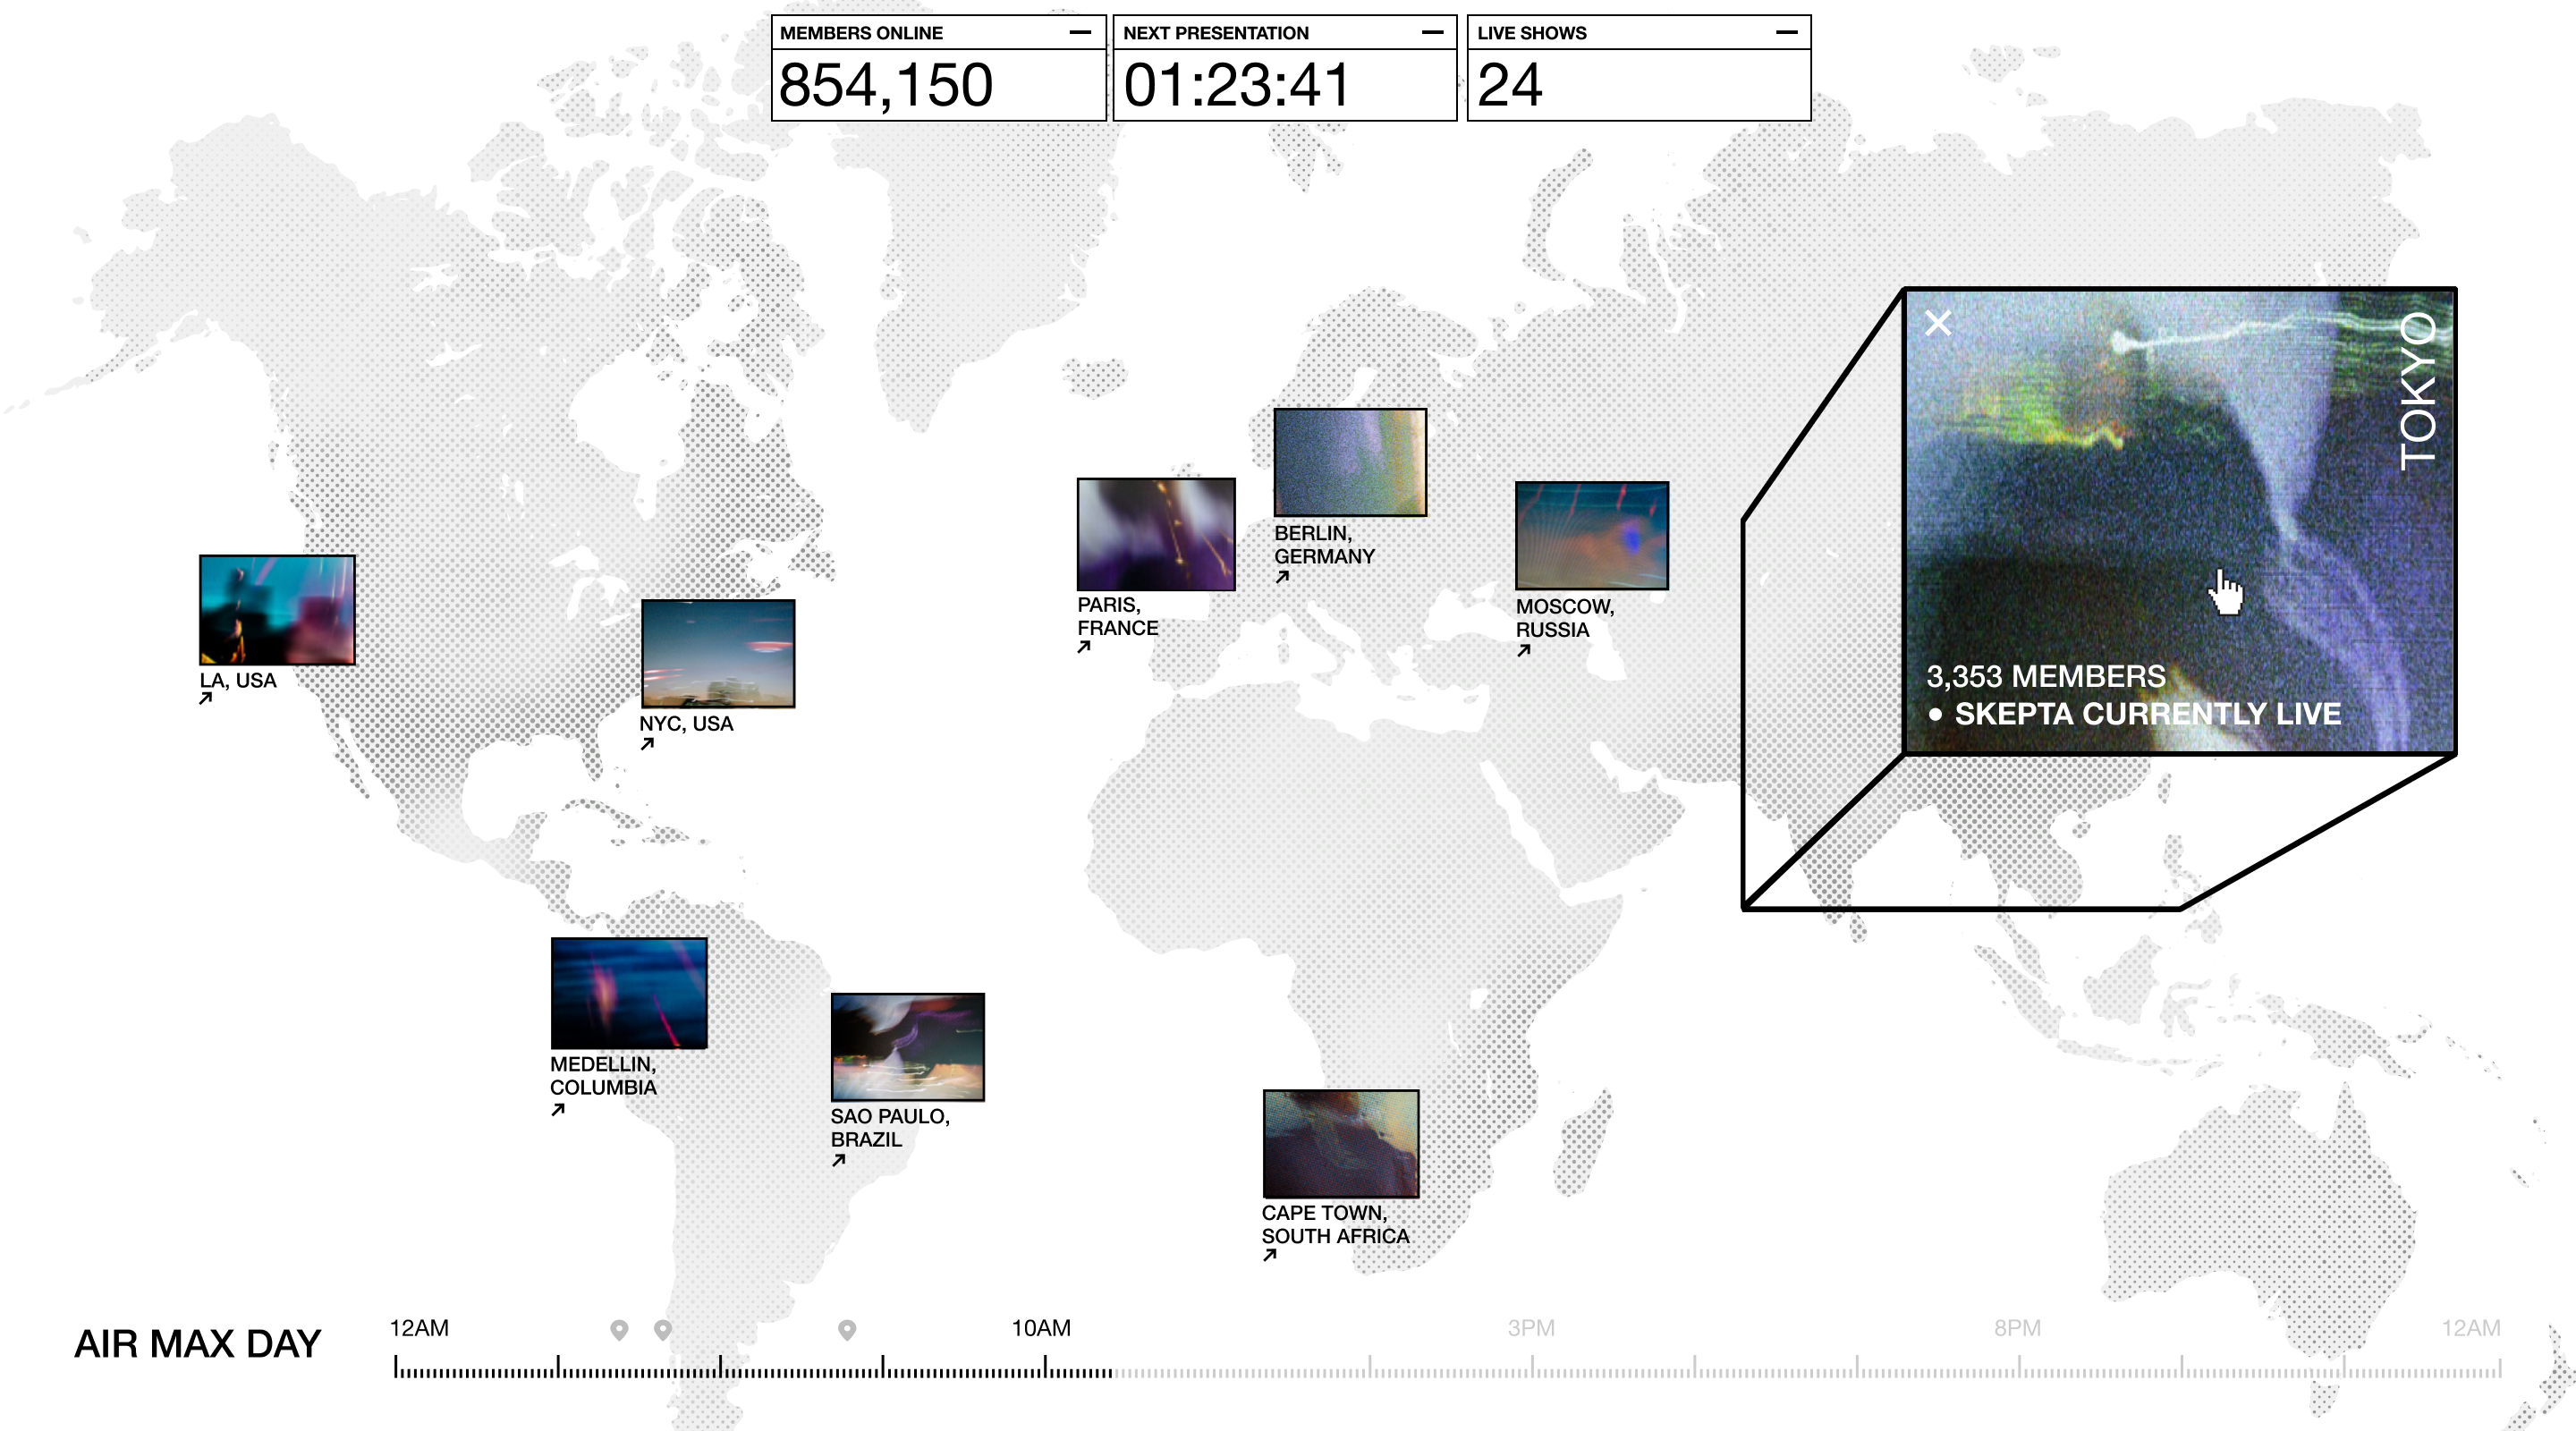 MEMBERS ONLINE
854,150
NEXT PRESENTATION
01:23:41
LIVE SHOWS
24
TOKYO
3,353 MEMBERS
• SKEPTA CURRENTLY LIVE
BERLIN,
GERMANY
PARIS,
FRANCE
MOSCOW,
RUSSIA
LA, USA
NYC, USA
MEDELLIN,
COLUMBIA
SAO PAULO,
BRAZIL
CAPE TOWN,
SOUTH AFRICA
AIR MAX DAY
12AM
10AM
3PM
8PM
12AM